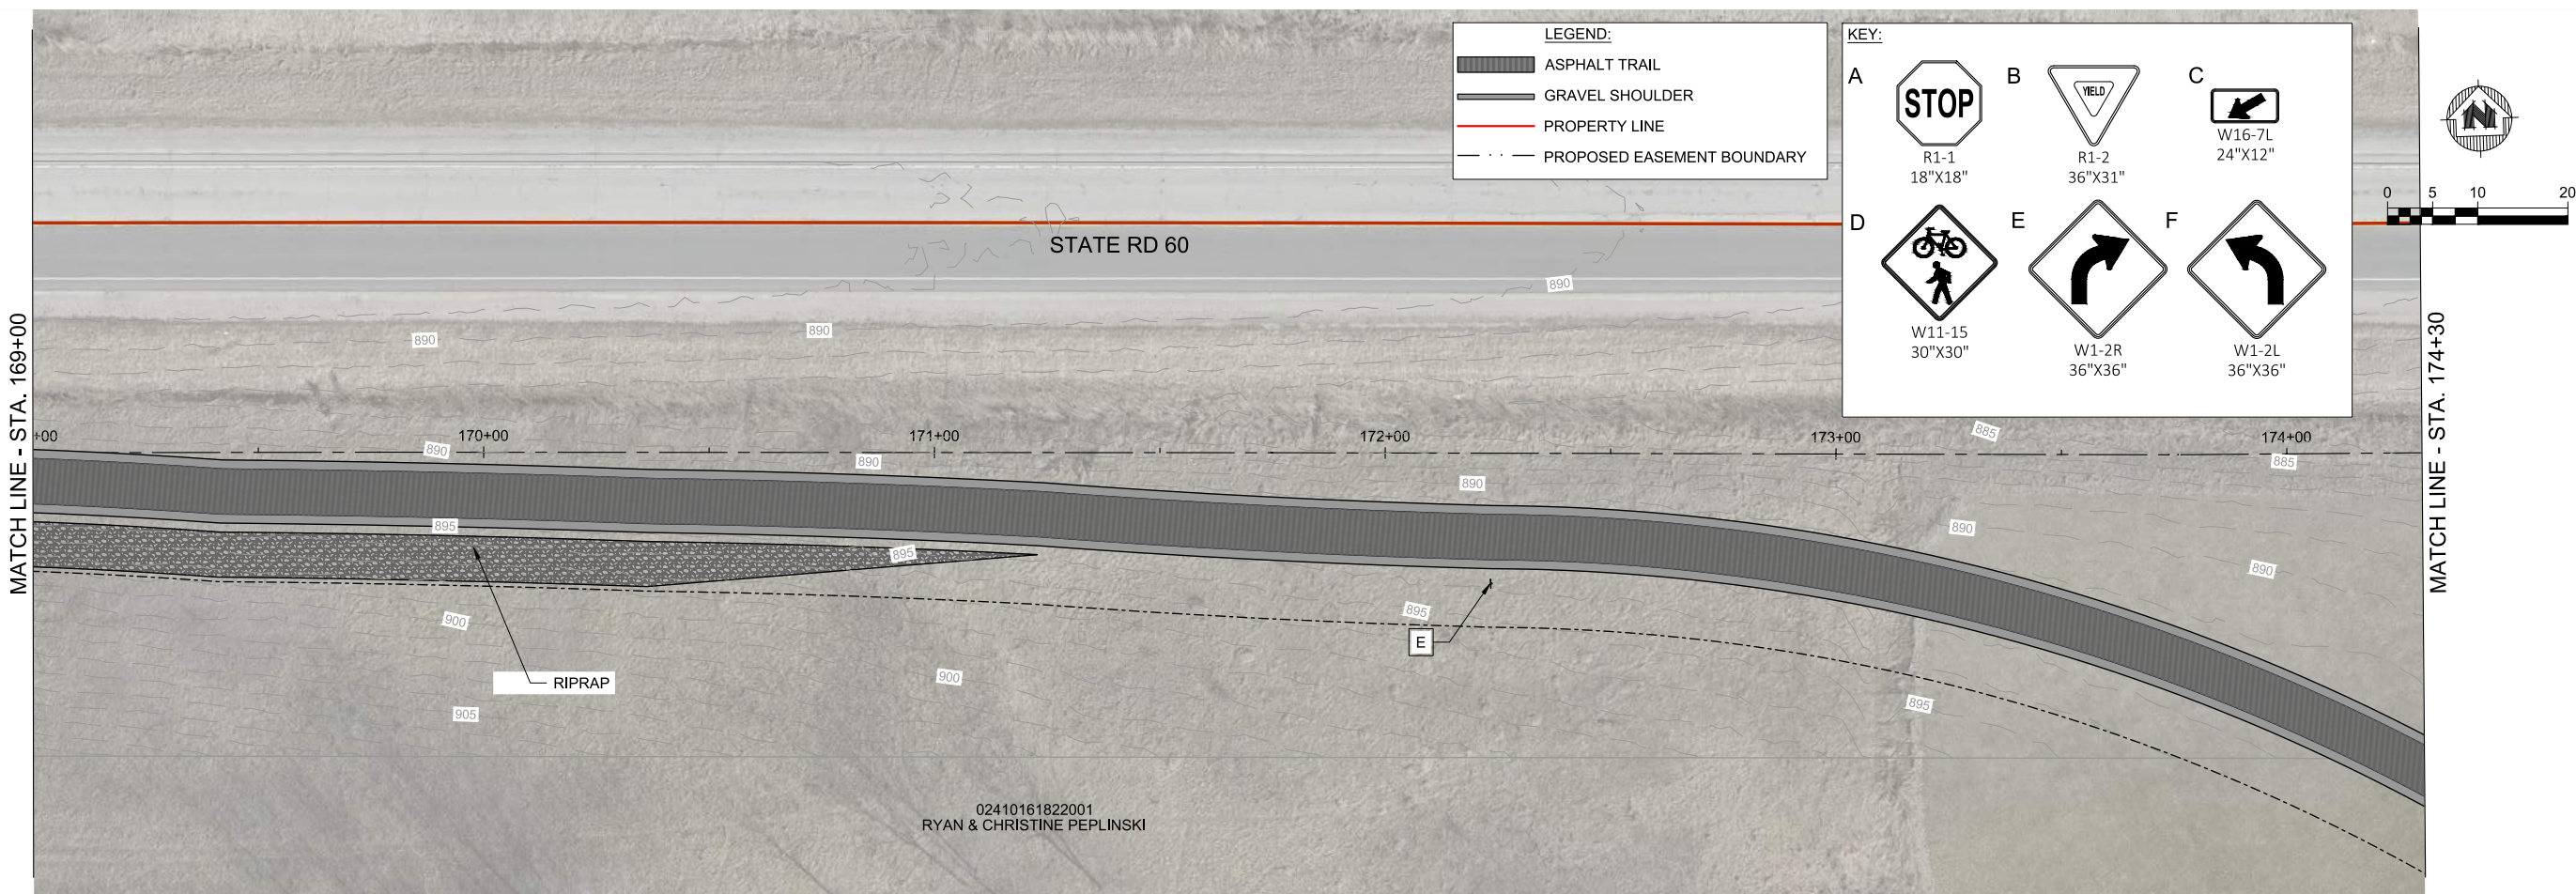 LEGEND:
ASPHALT TRAIL
GRAVEL SHOULDER
PROPERTY LINE
PROPOSED EASEMENT BOUNDARY
KEY:
A
STOP
R1-1
18"X18"
B
YIELD
R1-2
36"X31"
C
W16-7L
24"X12"
D
W11-15
30"X30"
E
W1-2R
36"X36"
F
W1-2L
36"X36"
N
0 5 10 20
STATE RD 60
890
890
890
MATCH LINE - STA. 169+00
MATCH LINE - STA. 174+30
+00
170+00
171+00
172+00
173+00
174+00
885
885
890
890
890
890
890
895
895
895
895
900
900
905
E
RIPRAP
02410161822001
RYAN & CHRISTINE PEPLINSKI